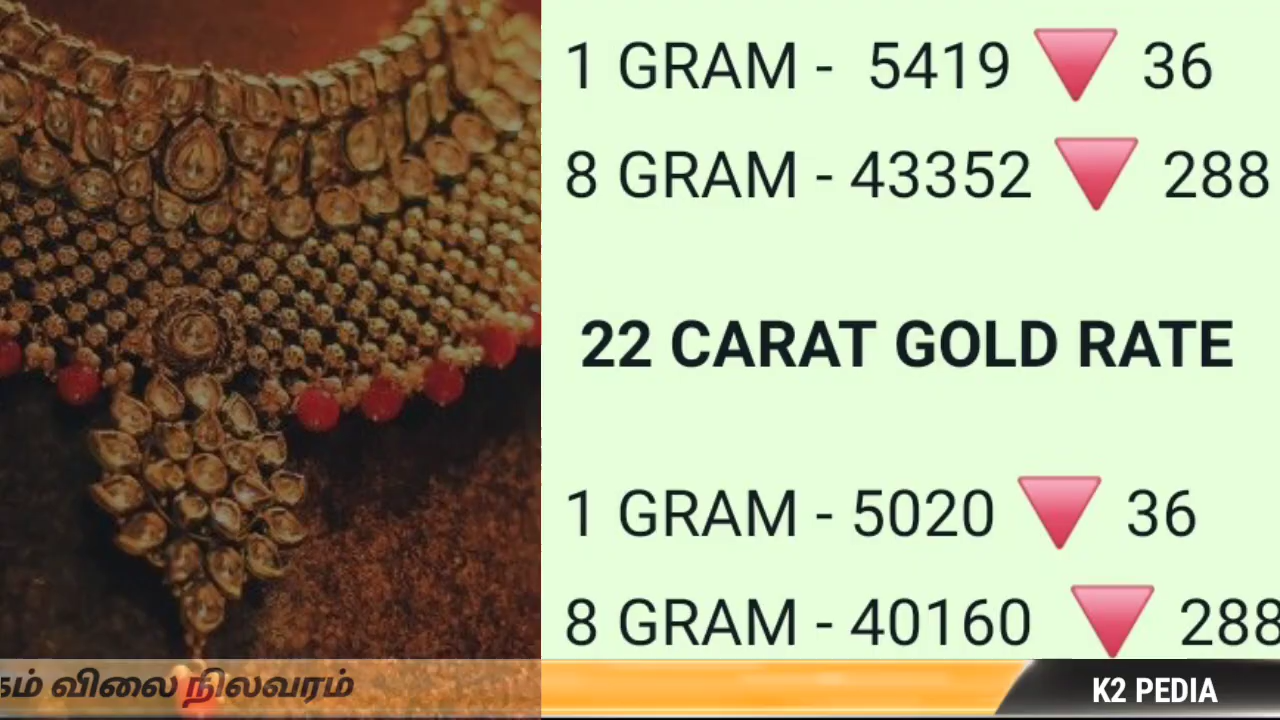 1 GRAM - 5419 🔻 36
8 GRAM - 43352 🔻 288
22 CARAT GOLD RATE
1 GRAM - 5020 🔻 36
8 GRAM - 40160 🔻 288
விலை நிலவரம்
K2 PEDIA